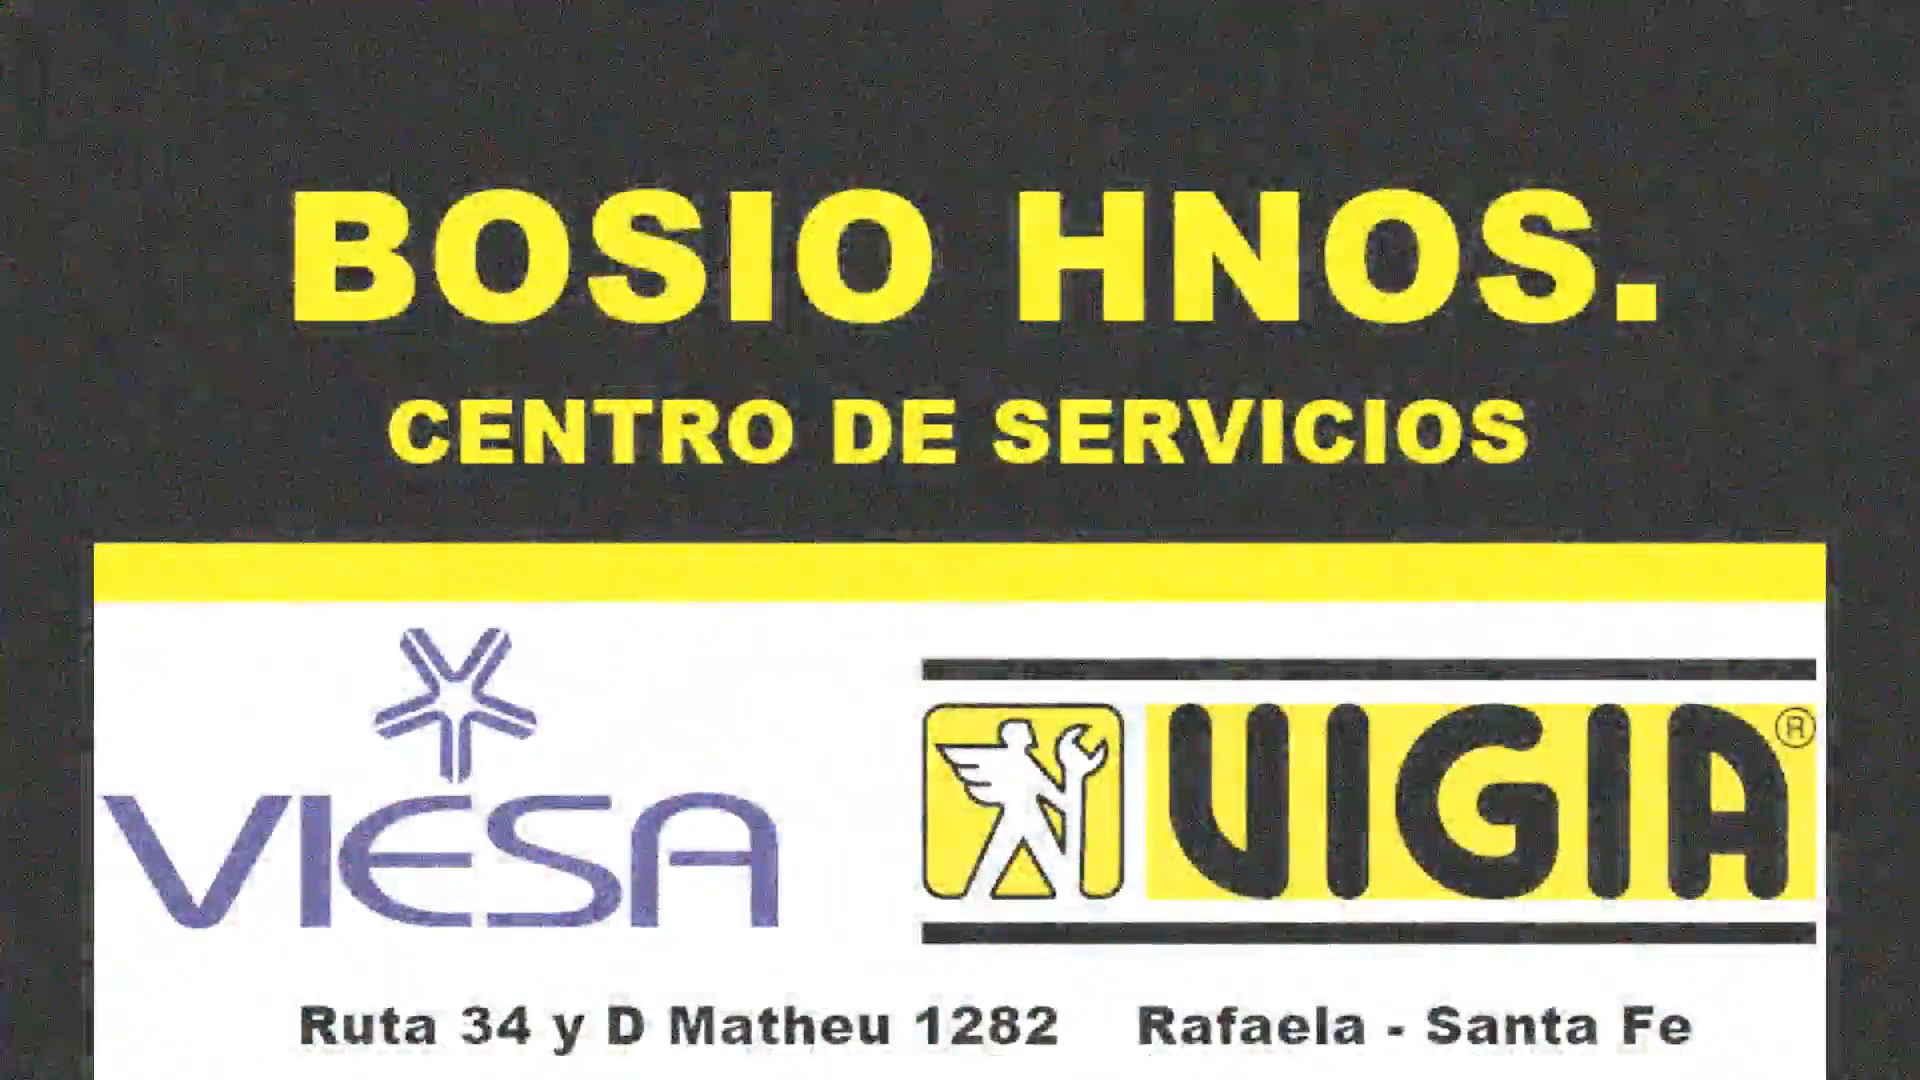 BOSIO HNOS.
CENTRO DE SERVICIOS
VIESA
VIGIA ®
Ruta 34 y D Matheu 1282 Rafaela - Santa Fe